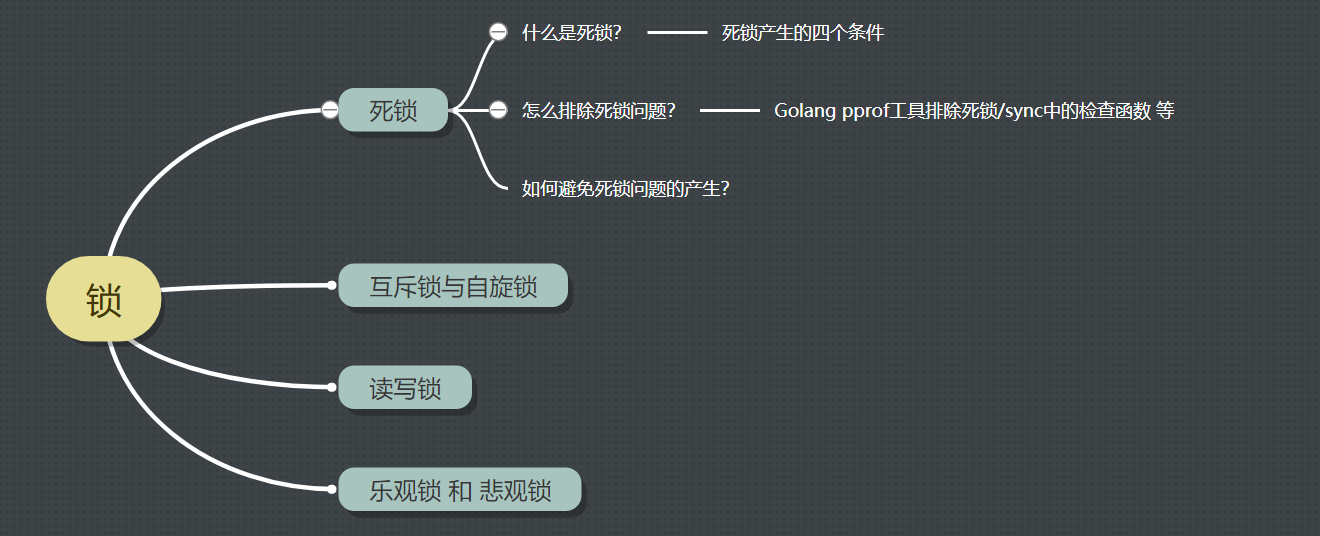 锁
死锁
什么是死锁?
死锁产生的四个条件
怎么排除死锁问题?
Golang pprof工具排除死锁/sync中的检查函数 等
如何避免死锁问题的产生?
互斥锁与自旋锁
读写锁
乐观锁 和 悲观锁